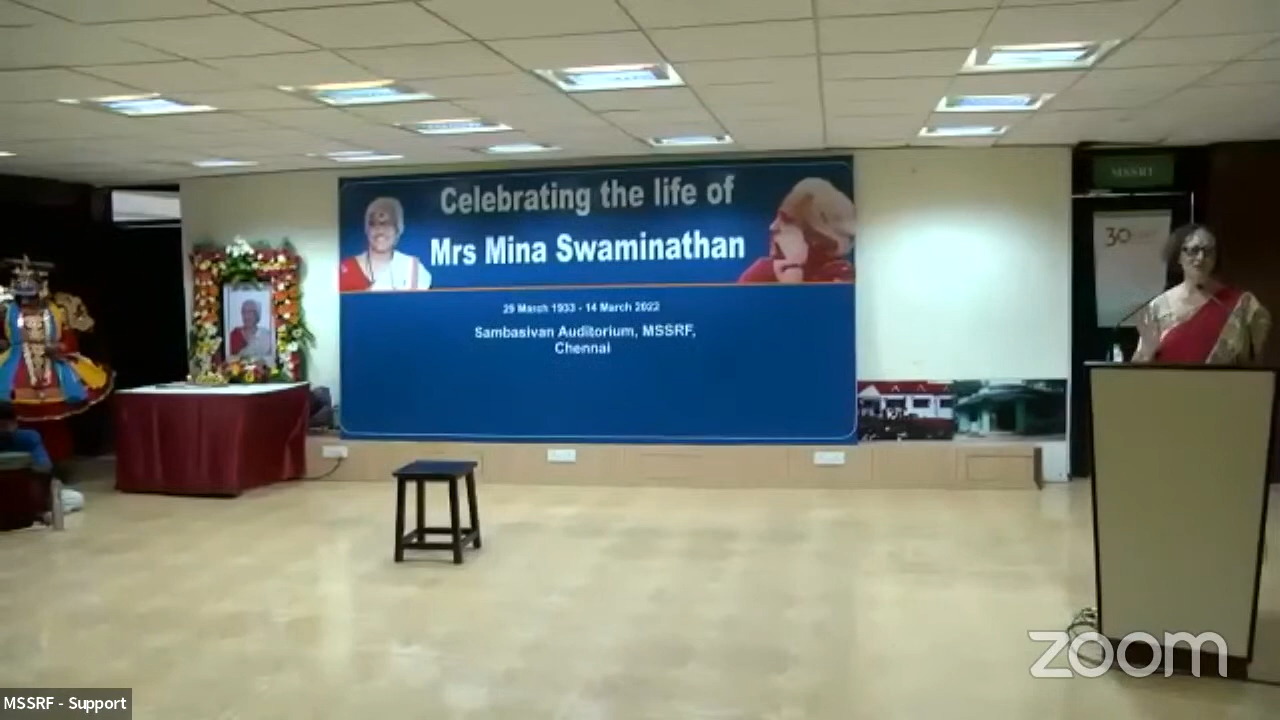 Celebrating the life of
Mrs Mina Swaminathan
29 March 1933 - 14 March 2022
Sambasivan Auditorium, MSSRF,
Chennai
MSSRF
30
zoom
MSSRF - Support